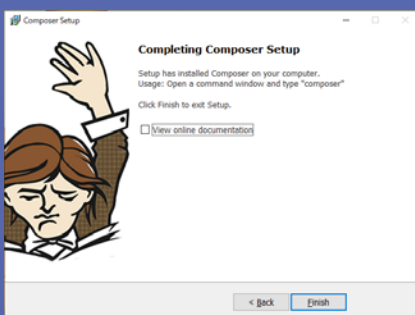 Composer Setup
Completing Composer Setup
Setup has installed Composer on your computer.
Usage: Open a command window and type "composer"
Click Finish to exit Setup.
View online documentation
< Back
Finish